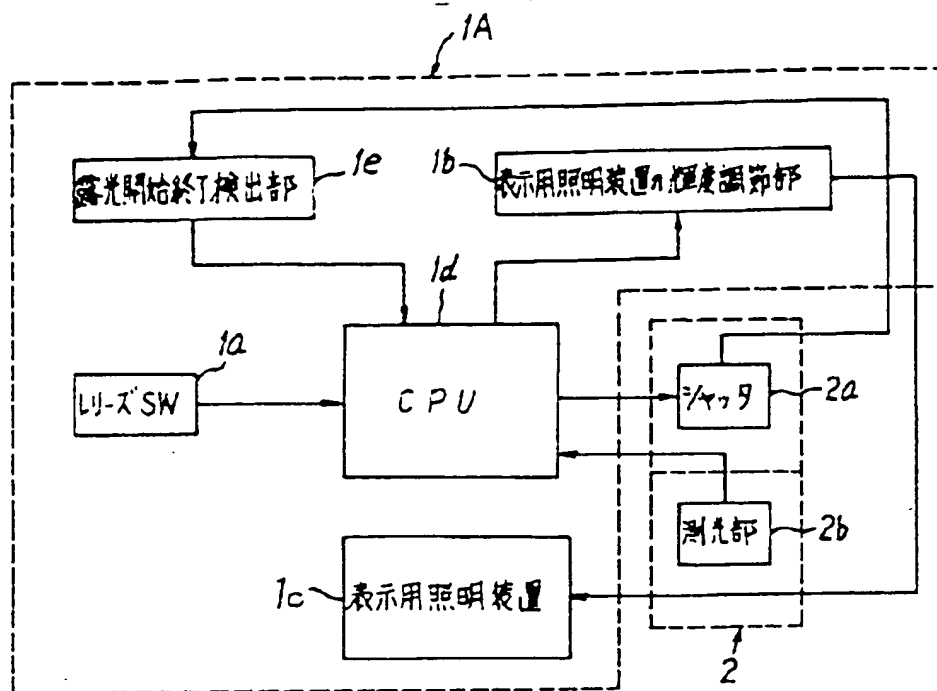 1A
露光開始終了検出部
1e
1b
表示用照明装置の輝度調節部
1d
1a
レリーズSW
CPU
シャッタ
2a
測光部
2b
1c
表示用照明装置
2